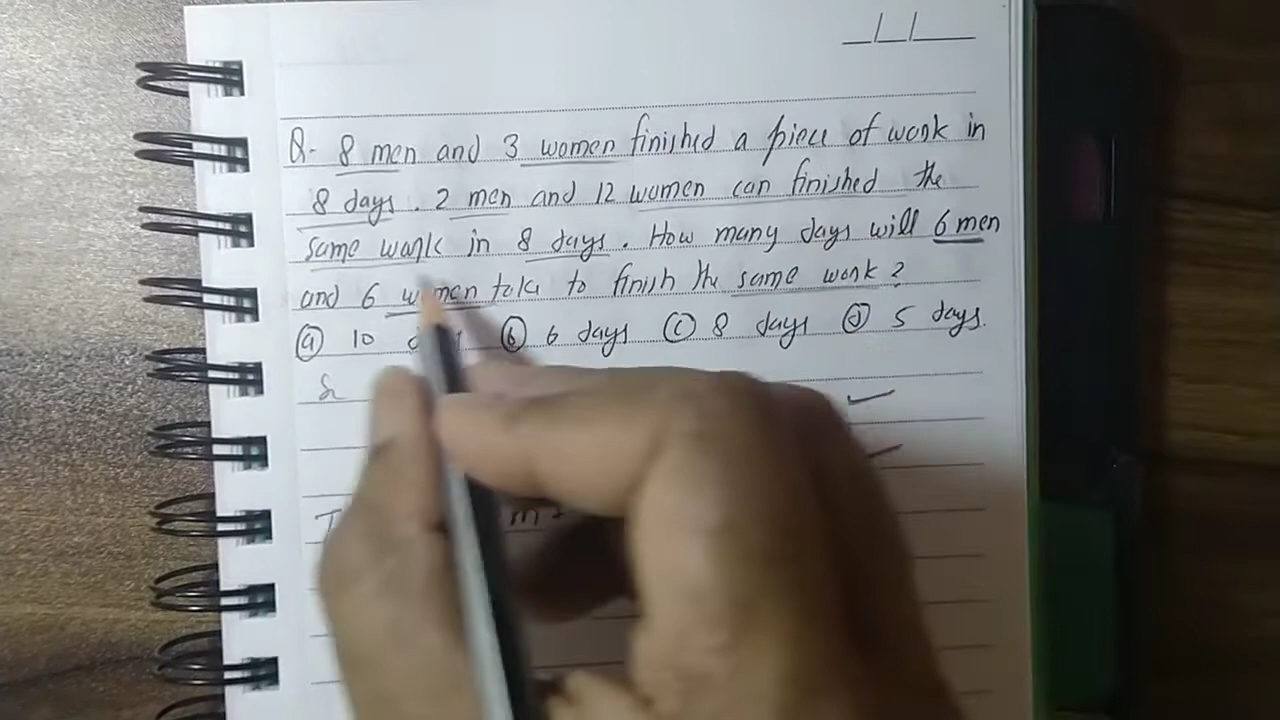 Q- 8 men and 3 women finished a piece of work in
8 days. 2 men and 12 women can finished the
same work in 8 days. How many days will 6 men
and 6 women take to finish the same work?
(a) 10 (b) 6 days (c) 8 days (d) 5 days.